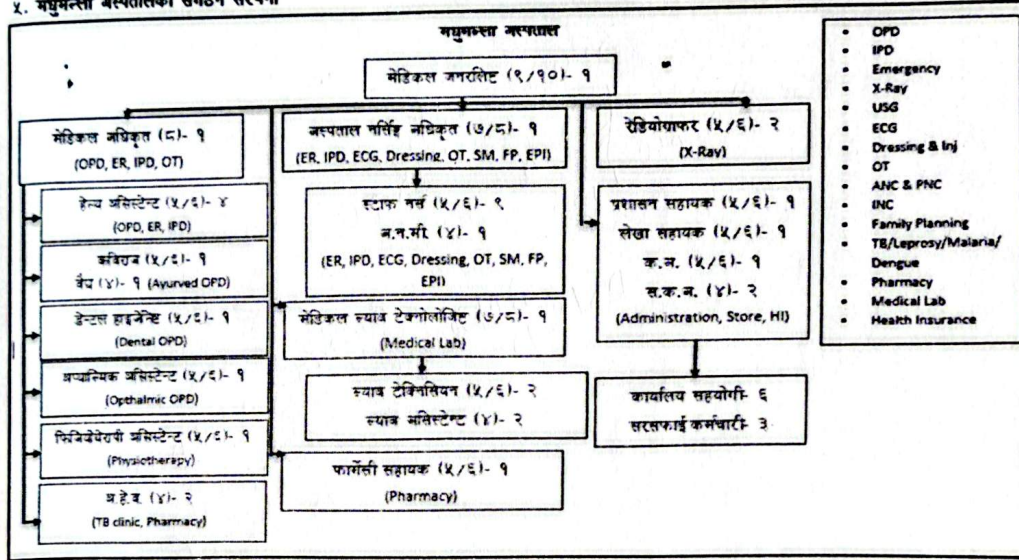 ५. मधुमल्ला अस्पतालको संगठन संरचना
मधुमल्ला अस्पताल
मेडिकल जनरलिष्ट (९/१०)- १
मेडिकल अधिकृत (८)- १
(OPD, ER, IPD, OT)
हेल्थ असिस्टेन्ट (५/६)- ४
(OPD, ER, IPD)
कविराज (५/६)- १
वैद्य (४)- १ (Ayurved OPD)
डेन्टल हाइजेनिष्ट (५/६)- १
(Dental OPD)
अप्थाल्मिक असिस्टेन्ट (५/६)- १
(Opthalmic OPD)
फिजियोथेरापी असिस्टेन्ट (५/६)- १
(Physiotherapy)
अ.हे.व (४)- २
(TB clinic, Pharmacy)
अस्पताल नर्सिङ्ग अधिकृत (७/८)- १
(ER, IPD, ECG, Dressing, OT, SM, FP, EPI)
स्टाफ नर्स (५/६)- ९
अ.न.मी. (४)- १
(ER, IPD, ECG, Dressing, OT, SM, FP,
EPI)
मेडिकल ल्याब टेक्नोलोजिष्ट (७/८)- १
(Medical Lab)
ल्याब टेक्निसियन (५/६)- २
ल्याब असिस्टेन्ट (४)- २
फार्मेसी सहायक (५/६)- १
(Pharmacy)
रेडियोग्राफर (५/६)- २
(X-Ray)
प्रशासन सहायक (५/६)- १
लेखा सहायक (५/६)- १
क.अ. (५/६)- १
स.क.अ. (४)- २
(Administration, Store, HI)
कार्यालय सहयोगी- ६
सरसफाई कर्मचारी- ३
• OPD
• IPD
• Emergency
• X-Ray
• USG
• ECG
• Dressing & Inj
• OT
• ANC & PNC
• INC
• Family Planning
• TB/Leprosy/Malaria/
Dengue
• Pharmacy
• Medical Lab
• Health Insurance